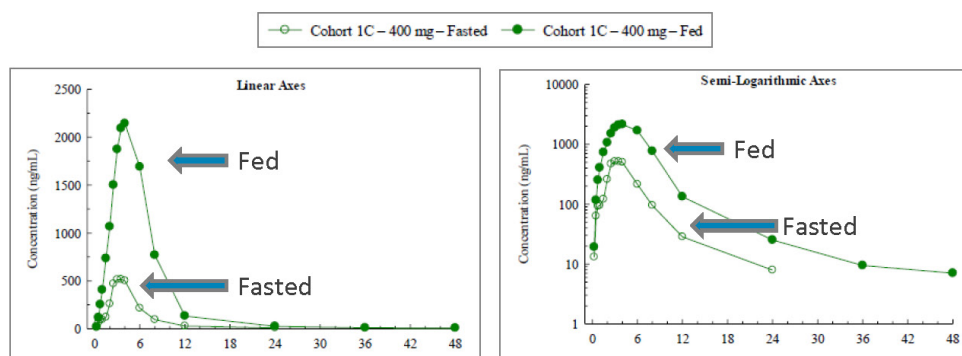 Cohort 1C – 400 mg – Fasted Cohort 1C – 400 mg – Fed
Linear Axes
Concentration (ng/mL)
2500
2000
1500
1000
500
0
0 6 12 18 24 30 36 42 48
Fed
Fasted
Semi-Logarithmic Axes
Concentration (ng/mL)
10000
1000
100
10
1
0 6 12 18 24 30 36 42 48
Fed
Fasted